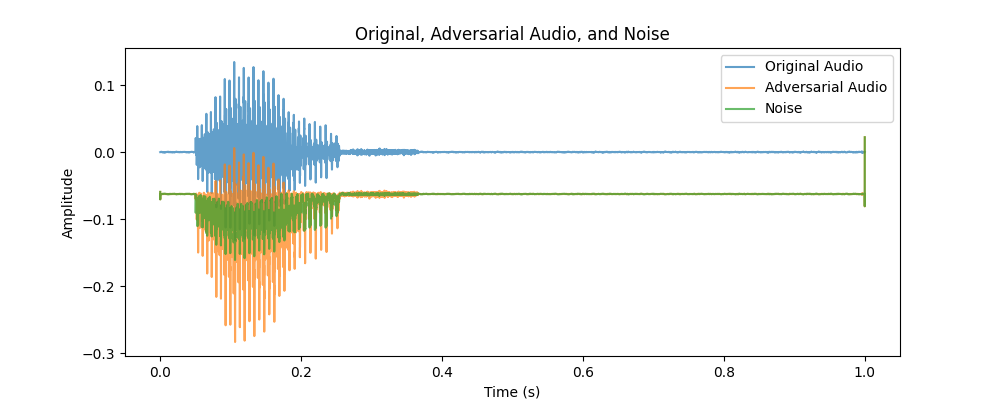 Original, Adversarial Audio, and Noise
Original Audio
Adversarial Audio
Noise
0.1
0.0
−0.1
−0.2
−0.3
Amplitude
0.0 0.2 0.4 0.6 0.8 1.0
Time (s)